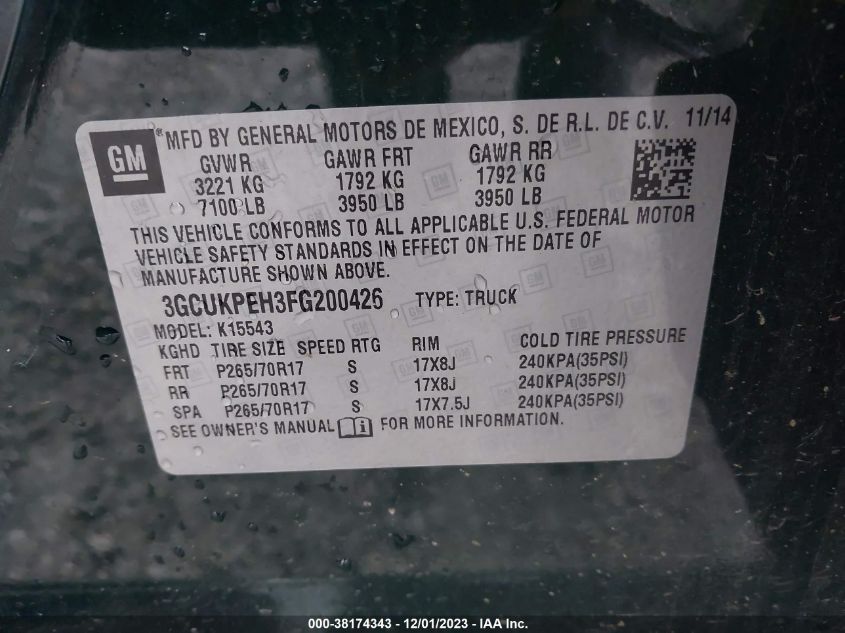 GM ® MFD BY GENERAL MOTORS DE MEXICO, S. DE R.L. DE C.V. 11/14
GVWR GAWR FRT GAWR RR
3221 KG 1792 KG 1792 KG
7100 LB 3950 LB 3950 LB
THIS VEHICLE CONFORMS TO ALL APPLICABLE U.S. FEDERAL MOTOR
VEHICLE SAFETY STANDARDS IN EFFECT ON THE DATE OF
MANUFACTURE SHOWN ABOVE.
3GCUKPEH3FG200426 TYPE: TRUCK
MODEL: K15543
KGHD TIRE SIZE SPEED RTG RIM COLD TIRE PRESSURE
FRT P265/70R17 S 17X8J 240KPA(35PSI)
RR P265/70R17 S 17X8J 240KPA(35PSI)
SPA P265/70R17 S 17X7.5J 240KPA(35PSI)
SEE OWNER'S MANUAL i FOR MORE INFORMATION.
000-38174343 - 12/01/2023 - IAA Inc.